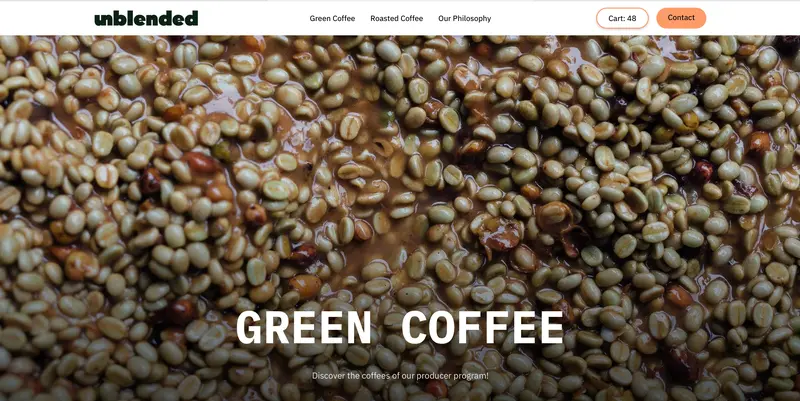 unblended
Green Coffee
Roasted Coffee
Our Philosophy
Cart: 48
Contact
GREEN COFFEE
Discover the coffees of our producer program!